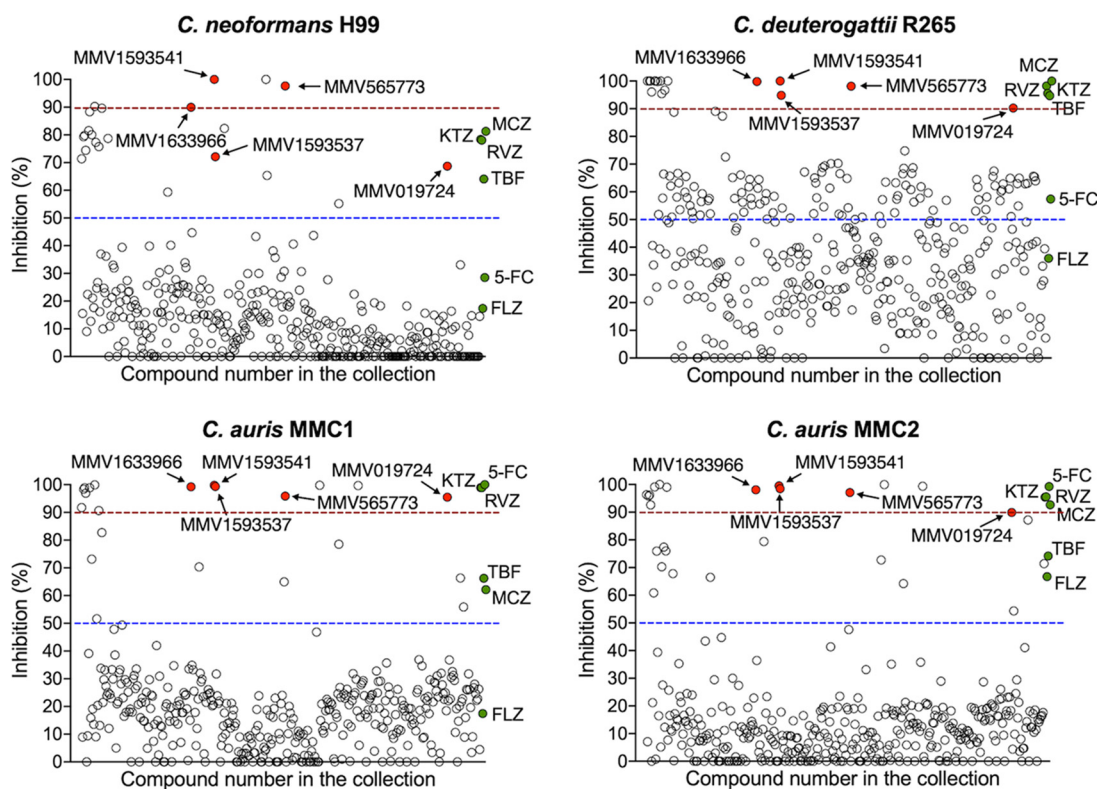 C. neoformans H99
MMV1593541
MMV565773
MMV1633966
MMV1593537
MMV019724
KTZ
MCZ
RVZ
TBF
5-FC
FLZ
Inhibition (%)
100
90
80
70
60
50
40
30
20
10
0
Compound number in the collection
C. deuterogattii R265
MMV1633966
MMV1593541
MMV565773
MMV1593537
MMV019724
MCZ
RVZ
KTZ
TBF
5-FC
FLZ
Inhibition (%)
100
90
80
70
60
50
40
30
20
10
0
Compound number in the collection
C. auris MMC1
MMV1633966
MMV1593541
MMV019724
MMV565773
MMV1593537
KTZ
5-FC
RVZ
TBF
MCZ
FLZ
Inhibition (%)
100
90
80
70
60
50
40
30
20
10
0
Compound number in the collection
C. auris MMC2
MMV1633966
MMV1593541
MMV565773
MMV1593537
MMV019724
5-FC
KTZ
RVZ
MCZ
TBF
FLZ
Inhibition (%)
100
90
80
70
60
50
40
30
20
10
0
Compound number in the collection